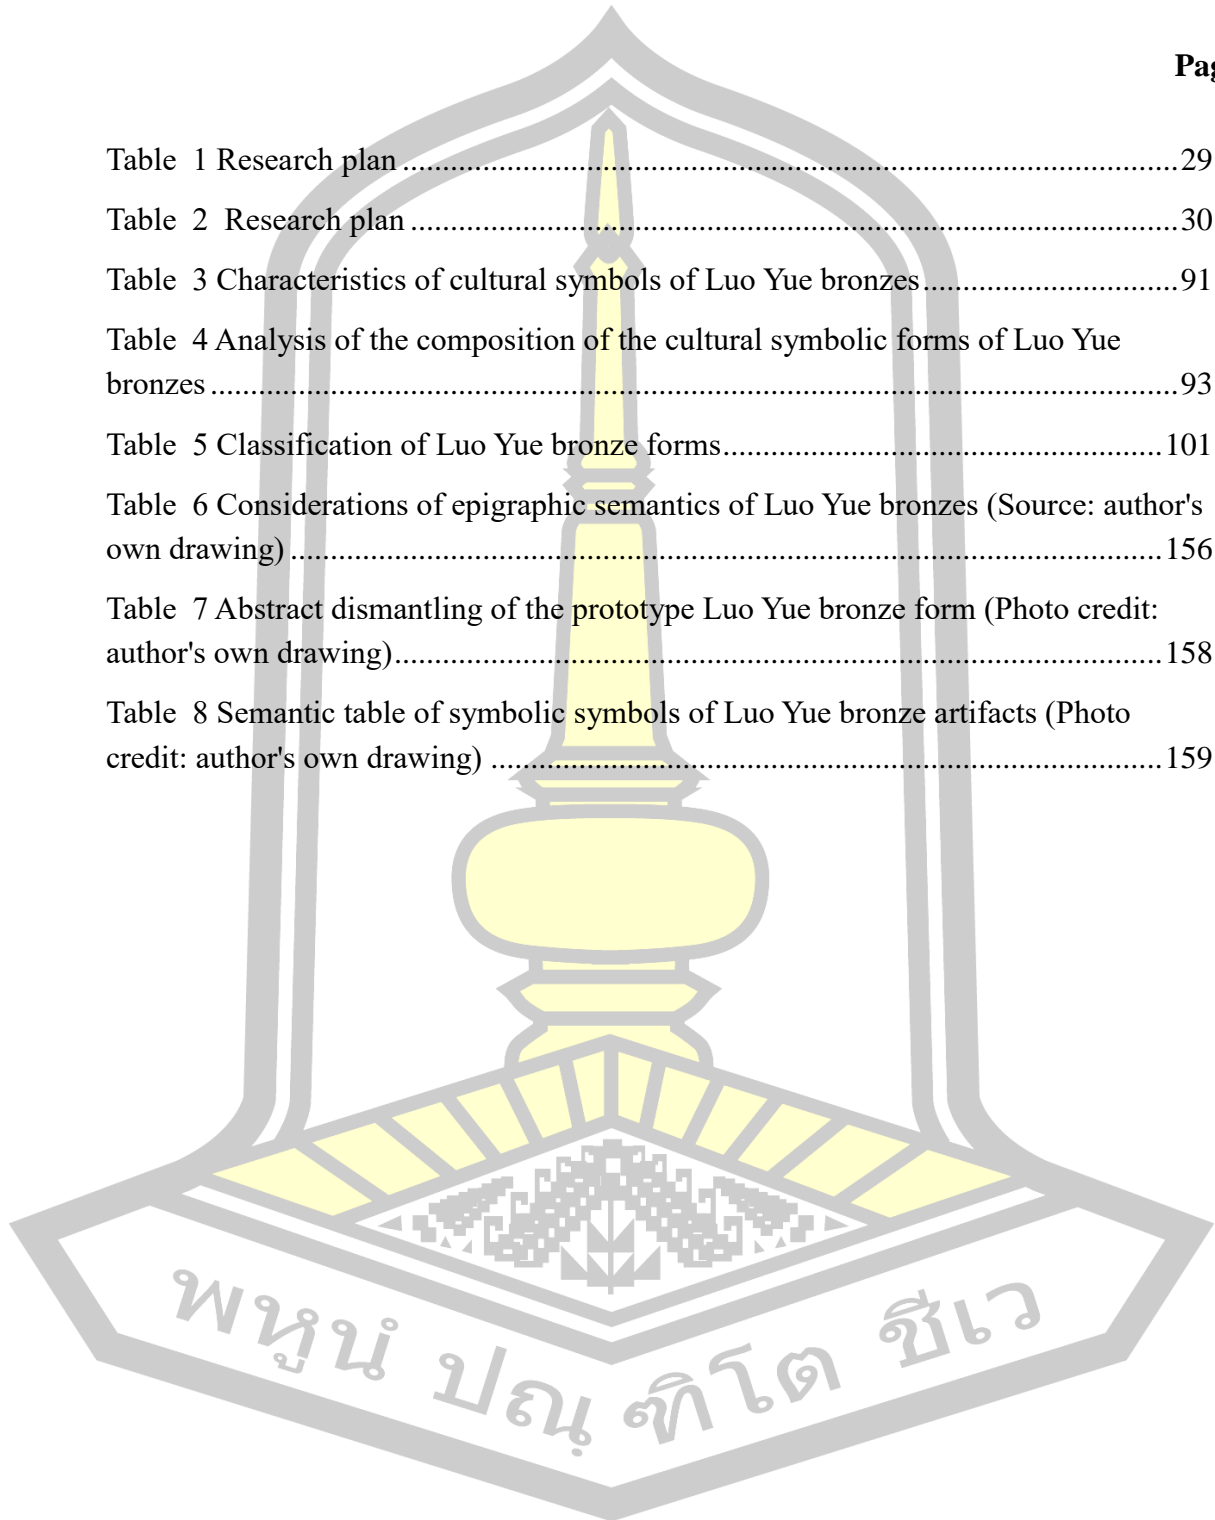 Pag
Table  1 Research plan ....................................................................................................29
Table  2  Research plan ...................................................................................................30
Table  3 Characteristics of cultural symbols of Luo Yue bronzes................................91
Table  4 Analysis of the composition of the cultural symbolic forms of Luo Yue
bronzes ............................................................................................................................93
Table  5 Classification of Luo Yue bronze forms........................................................101
Table  6 Considerations of epigraphic semantics of Luo Yue bronzes (Source: author's
own drawing) ................................................................................................................156
Table  7 Abstract dismantling of the prototype Luo Yue bronze form (Photo credit:
author's own drawing)..................................................................................................158
Table  8 Semantic table of symbolic symbols of Luo Yue bronze artifacts (Photo
credit: author's own drawing) ......................................................................................159
พหูนํ ปณฺฑิโต ชีเว